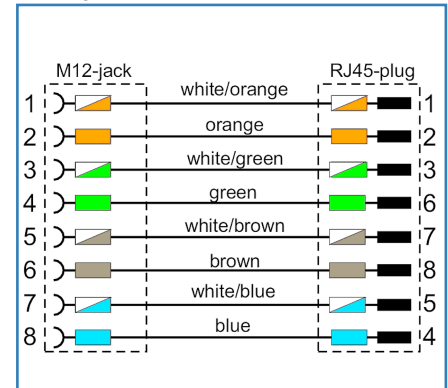 M12-jack RJ45-plug
1 white/orange 1
2 orange 2
3 white/green 3
4 green 6
5 white/brown 7
6 brown 8
7 white/blue 5
8 blue 4